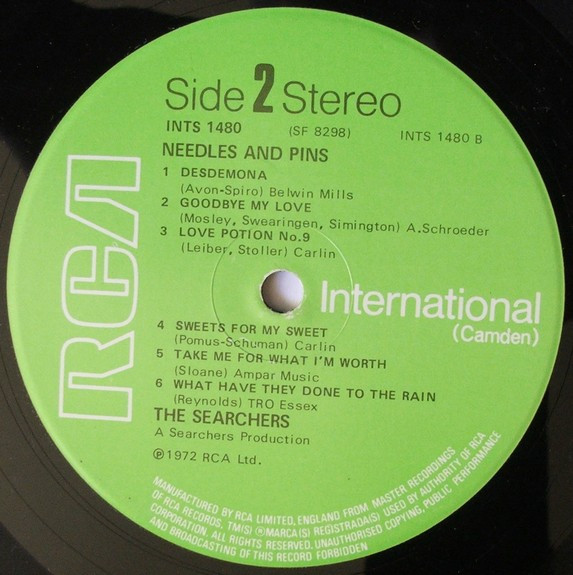 Side 2 Stereo
INTS 1480 (SF 8298) INTS 1480 B
NEEDLES AND PINS
1 DESDEMONA
(Avon-Spiro) Belwin Mills
2 GOODBYE MY LOVE
(Mosley, Swearingen, Simington) A.Schroeder
3 LOVE POTION No.9
(Leiber, Stoller) Carlin
RCA
International
(Camden)
4 SWEETS FOR MY SWEET
(Pomus-Schuman) Carlin
5 TAKE ME FOR WHAT I'M WORTH
(Sloane) Ampar Music
6 WHAT HAVE THEY DONE TO THE RAIN
(Reynolds) TRO Essex
THE SEARCHERS
A Searchers Production
℗1972 RCA Ltd.
MANUFACTURED BY RCA LIMITED, ENGLAND FROM MASTER RECORDINGS
OF RCA RECORDS. TM(S) ®MARCA(S) REGISTRADA(S) USED BY AUTHORITY OF RCA
CORPORATION. ALL RIGHTS RESERVED. UNAUTHORISED COPYING, PUBLIC PERFORMANCE
AND BROADCASTING OF THIS RECORD FORBIDDEN